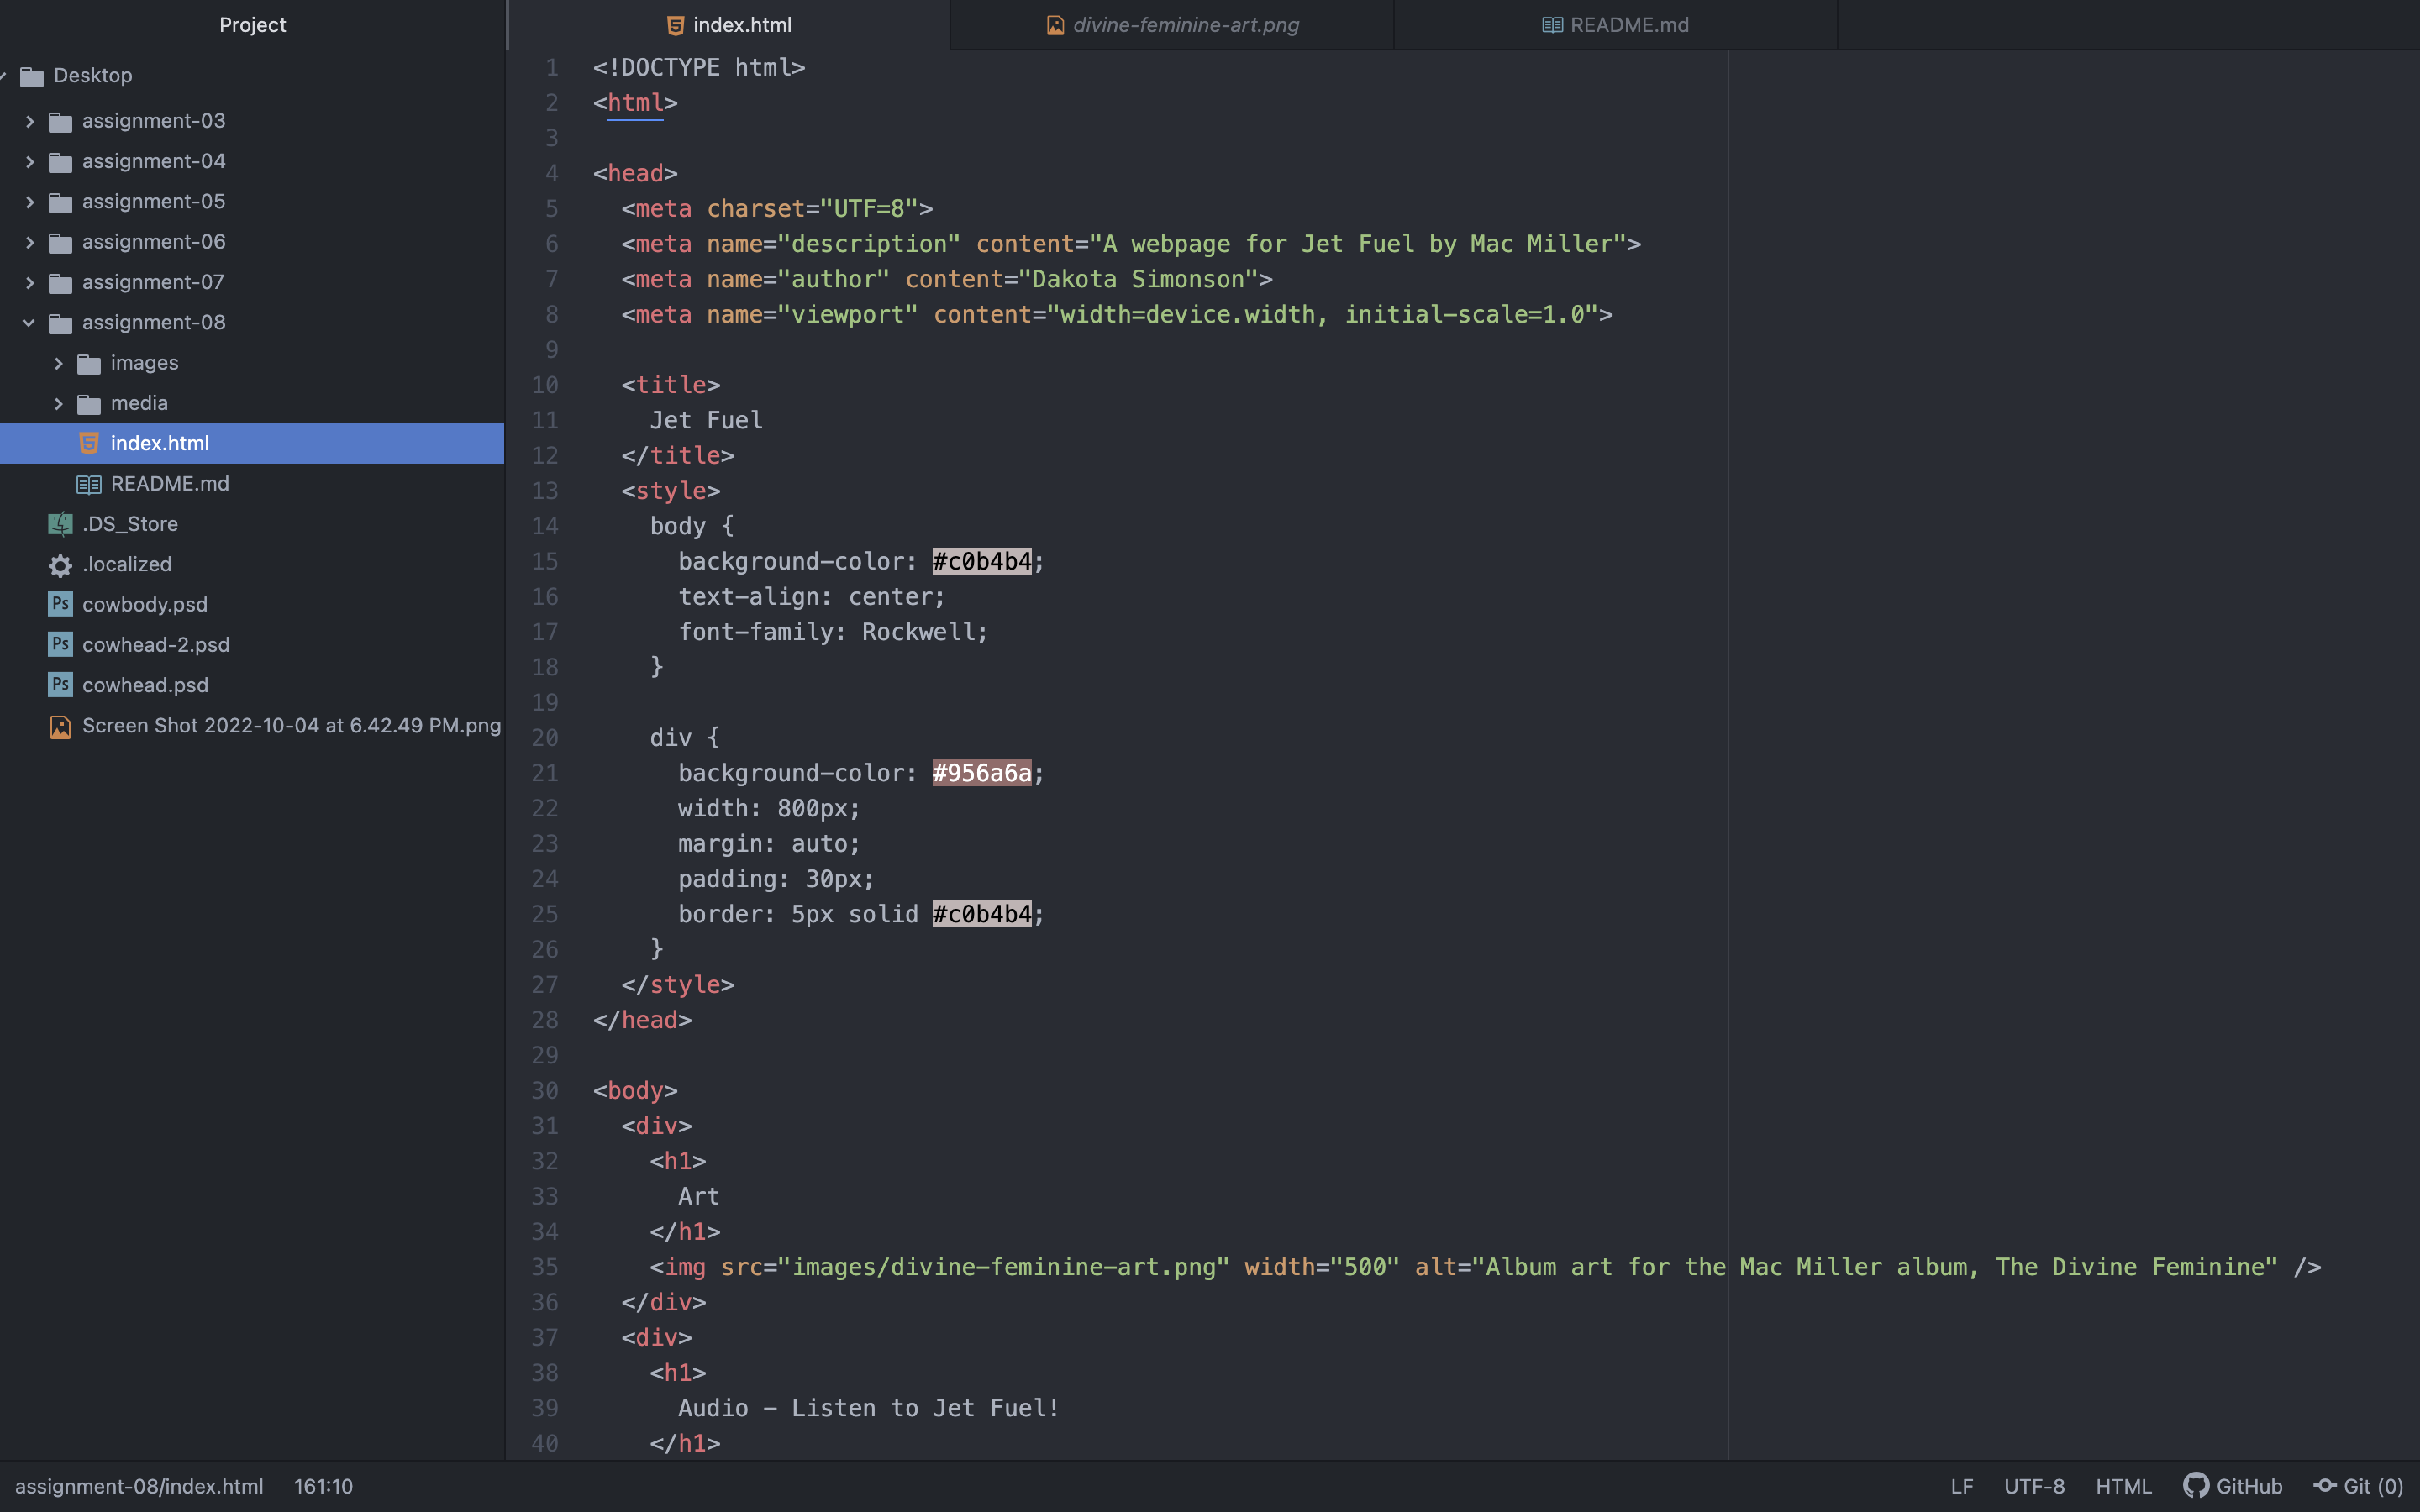 Project
Desktop
assignment-03
assignment-04
assignment-05
assignment-06
assignment-07
assignment-08
images
media
index.html
README.md
.DS_Store
.localized
Ps cowbody.psd
Ps cowhead-2.psd
Ps cowhead.psd
Screen Shot 2022-10-04 at 6.42.49 PM.png
index.html
divine-feminine-art.png
README.md
1 <!DOCTYPE html>
2 <html>
3
4 <head>
5 <meta charset="UTF=8">
6 <meta name="description" content="A webpage for Jet Fuel by Mac Miller">
7 <meta name="author" content="Dakota Simonson">
8 <meta name="viewport" content="width=device.width, initial-scale=1.0">
9
10 <title>
11 Jet Fuel
12 </title>
13 <style>
14 body {
15 background-color: #c0b4b4;
16 text-align: center;
17 font-family: Rockwell;
18 }
19
20 div {
21 background-color: #956a6a;
22 width: 800px;
23 margin: auto;
24 padding: 30px;
25 border: 5px solid #c0b4b4;
26 }
27 </style>
28 </head>
29
30 <body>
31 <div>
32 <h1>
33 Art
34 </h1>
35 <img src="images/divine-feminine-art.png" width="500" alt="Album art for the Mac Miller album, The Divine Feminine" />
36 </div>
37 <div>
38 <h1>
39 Audio - Listen to Jet Fuel!
40 </h1>
assignment-08/index.html 161:10
LF UTF-8 HTML GitHub Git (0)